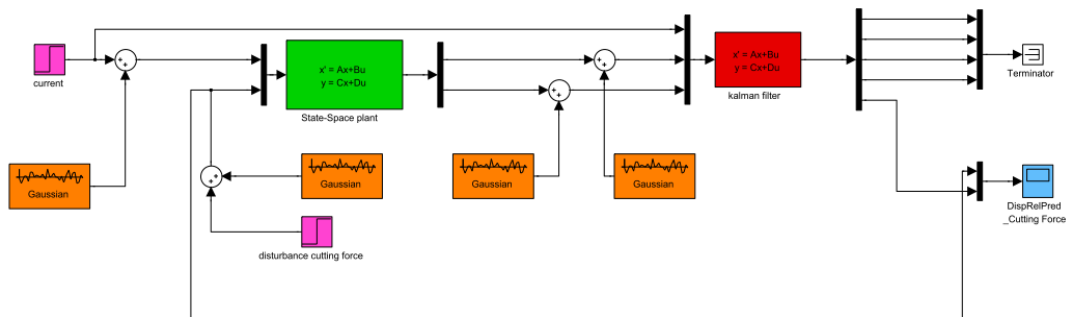 current
x' = Ax+Bu
y = Cx+Du
State-Space plant
x' = Ax+Bu
y = Cx+Du
kalman filter
Terminator
Gaussian
Gaussian
Gaussian
Gaussian
disturbance cutting force
DispRelPred
_Cutting Force